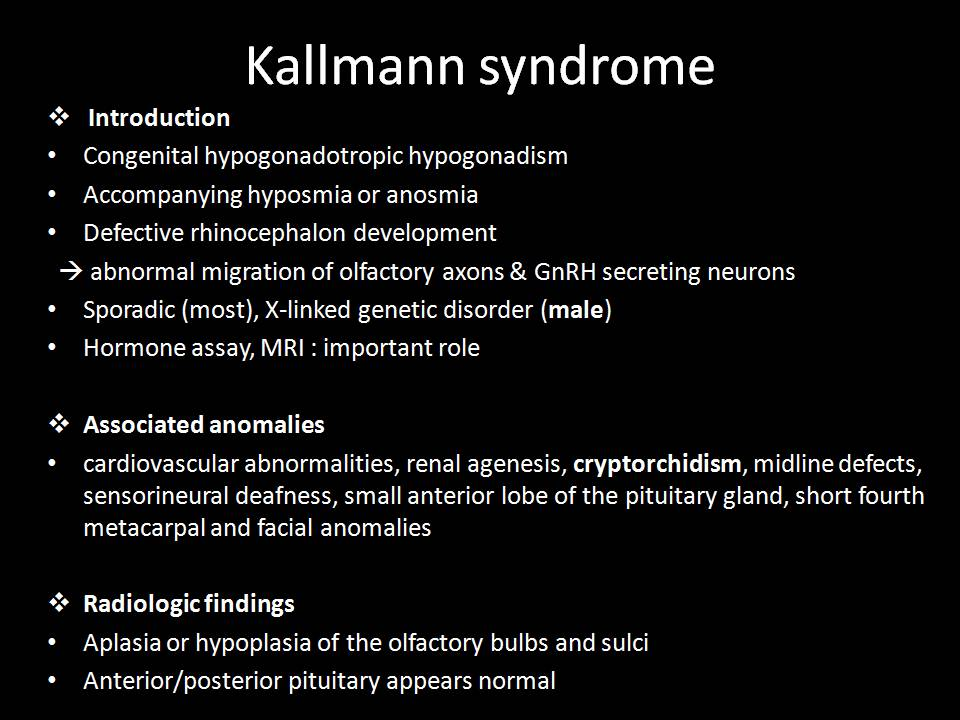 Kallmann syndrome
❖ Introduction
• Congenital hypogonadotropic hypogonadism
• Accompanying hyposmia or anosmia
• Defective rhinocephalon development
→ abnormal migration of olfactory axons & GnRH secreting neurons
• Sporadic (most), X-linked genetic disorder (male)
• Hormone assay, MRI : important role
❖ Associated anomalies
• cardiovascular abnormalities, renal agenesis, cryptorchidism, midline defects,
sensorineural deafness, small anterior lobe of the pituitary gland, short fourth
metacarpal and facial anomalies
❖ Radiologic findings
• Aplasia or hypoplasia of the olfactory bulbs and sulci
• Anterior/posterior pituitary appears normal